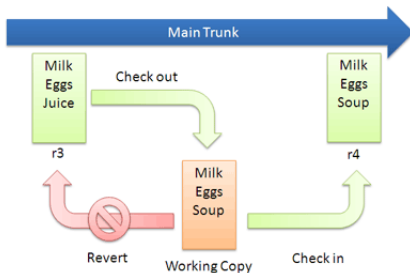 Main Trunk
Milk
Eggs
Juice
r3
Check out
Milk
Eggs
Soup
r4
Milk
Eggs
Soup
Working Copy
Revert
Check in